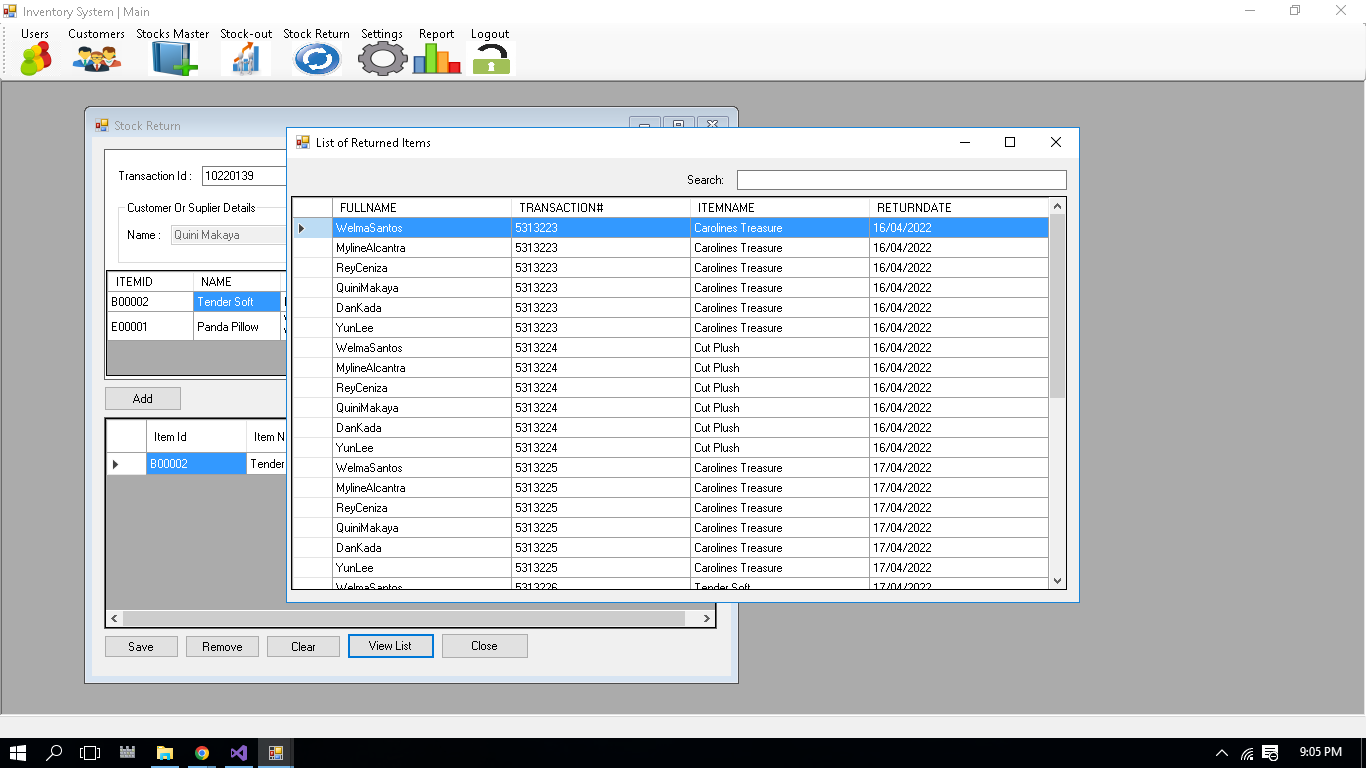 Inventory System | Main
Users Customers Stocks Master Stock-out Stock Return Settings Report Logout
Stock Return
Transaction Id : 10220139
Customer Or Suplier Details
Name : Quini Makaya
ITEMID NAME
B00002 Tender Soft
E00001 Panda Pillow
Add
Item Id Item N
B00002 Tender
Save Remove Clear View List Close
List of Returned Items
Search:
FULLNAME TRANSACTION# ITEMNAME RETURNDATE
WelmaSantos 5313223 Carolines Treasure 16/04/2022
MylineAlcantra 5313223 Carolines Treasure 16/04/2022
ReyCeniza 5313223 Carolines Treasure 16/04/2022
QuiniMakaya 5313223 Carolines Treasure 16/04/2022
DanKada 5313223 Carolines Treasure 16/04/2022
YunLee 5313223 Carolines Treasure 16/04/2022
WelmaSantos 5313224 Cut Plush 16/04/2022
MylineAlcantra 5313224 Cut Plush 16/04/2022
ReyCeniza 5313224 Cut Plush 16/04/2022
QuiniMakaya 5313224 Cut Plush 16/04/2022
DanKada 5313224 Cut Plush 16/04/2022
YunLee 5313224 Cut Plush 16/04/2022
WelmaSantos 5313225 Carolines Treasure 17/04/2022
MylineAlcantra 5313225 Carolines Treasure 17/04/2022
ReyCeniza 5313225 Carolines Treasure 17/04/2022
QuiniMakaya 5313225 Carolines Treasure 17/04/2022
DanKada 5313225 Carolines Treasure 17/04/2022
YunLee 5313225 Carolines Treasure 17/04/2022
WelmaSantos 5313226 Tender Soft 17/04/2022
9:05 PM